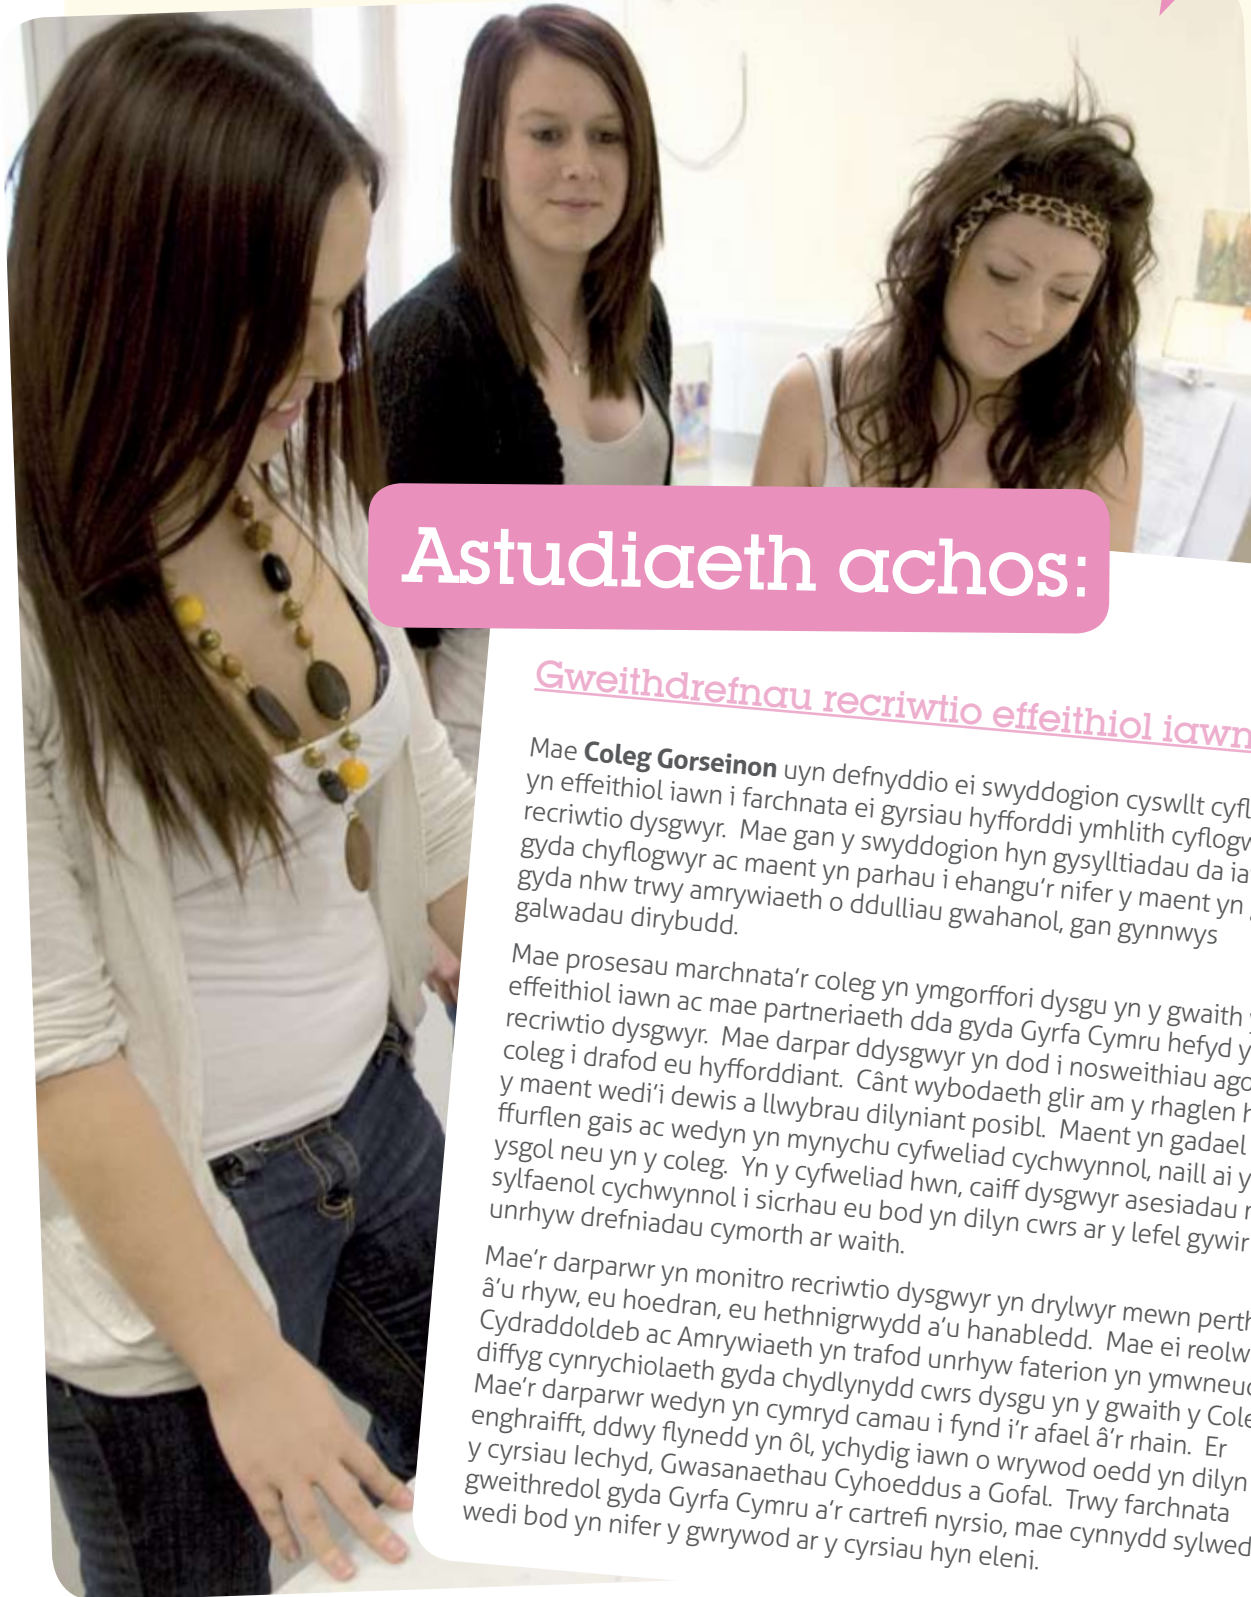 Astudiaeth achos:
Gweithdrefnau recriwtio effeithiol iawn
Mae Coleg Gorseinon uyn defnyddio ei swyddogion cyswllt
yn effeithiol iawn i farchnata ei gyrsiau hyfforddi ymhlith
recriwtio dysgwyr. Mae gan y swyddogion hyn gysylltiadau da
gyda chyflogwyr ac maent yn parhau i ehangu'r nifer y maent yn
gyda nhw trwy amrywiaeth o ddulliau gwahanol, gan gynnwys
galwadau dirybudd.
Mae prosesau marchnata'r coleg yn ymgorffori dysgu yn y gwaith
effeithiol iawn ac mae partneriaeth dda gyda Gyrfa Cymru hefyd
recriwtio dysgwyr. Mae darpar ddysgwyr yn dod i nosweithiau
coleg i drafod eu hyfforddiant. Cânt wybodaeth glir am y rhaglen
y maent wedi'i dewis a llwybrau dilyniant posibl. Maent yn gadael
ffurflen gais ac wedyn yn mynychu cyfweliad cychwynnol, naill ai
ysgol neu yn y coleg. Yn y cyfweliad hwn, caiff dysgwyr asesiadau
sylfaenol cychwynnol i sicrhau eu bod yn dilyn cwrs ar y lefel gywir
unrhyw drefniadau cymorth ar waith.
Mae'r darparwr yn monitro recriwtio dysgwyr yn drylwyr mewn
â'u rhyw, eu hoedran, eu hethnigrwydd a'u hanabledd. Mae ei
Cydraddoldeb ac Amrywiaeth yn trafod unrhyw faterion yn
diffyg cynrychiolaeth gyda chydlynydd cwrs dysgu yn y gwaith y
Mae'r darparwr wedyn yn cymryd camau i fynd i'r afael â'r rhain. Er
enghraifft, ddwy flynedd yn ôl, ychydig iawn o wrywod oedd yn dilyn
y cyrsiau Iechyd, Gwasanaethau Cyhoeddus a Gofal. Trwy farchnata
gweithredol gyda Gyrfa Cymru a'r cartrefi nyrsio, mae cynnydd
wedi bod yn nifer y gwrywod ar y cyrsiau hyn eleni.